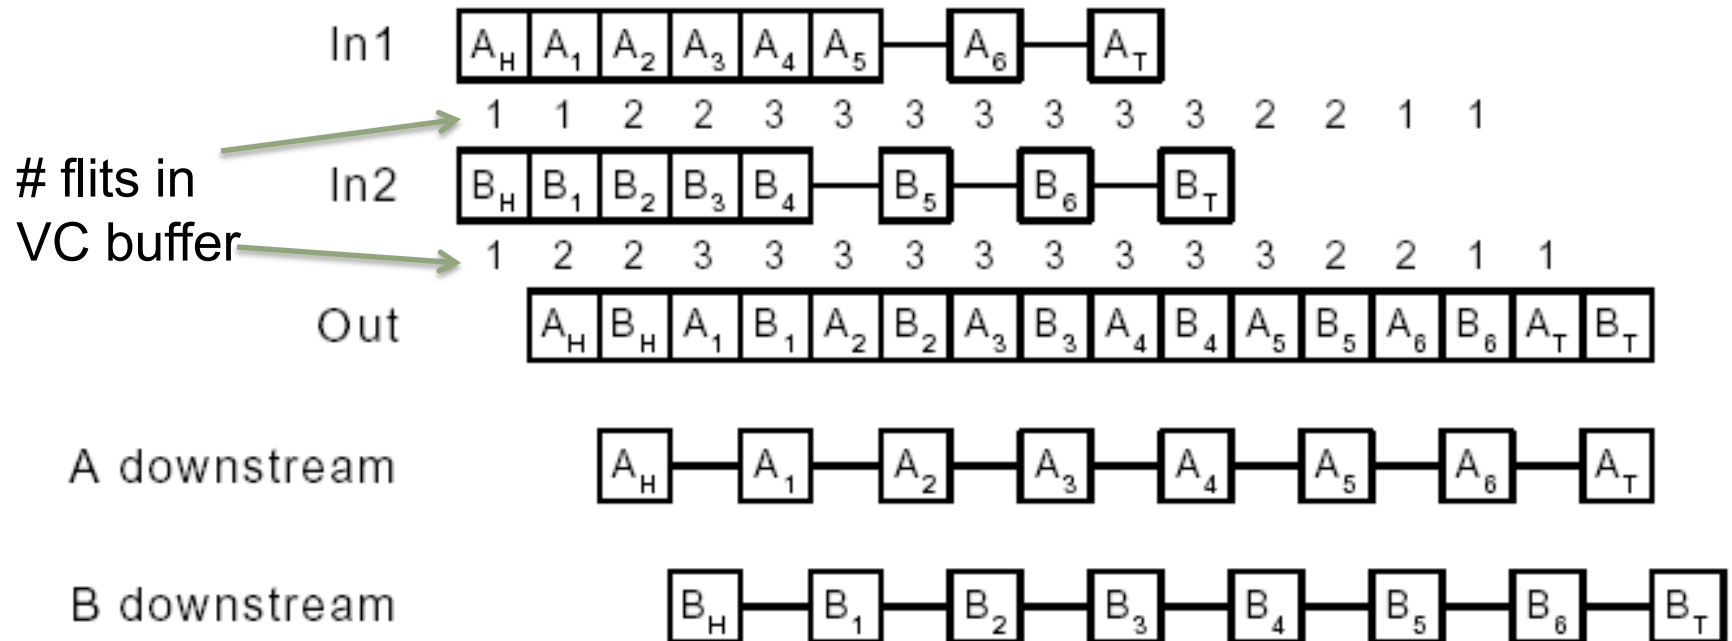 In1 A_H A_1 A_2 A_3 A_4 A_5 A_6 A_T
1 1 2 2 3 3 3 3 3 3 3 2 2 1 1
# flits in
VC buffer
In2 B_H B_1 B_2 B_3 B_4 B_5 B_6 B_T
1 2 2 3 3 3 3 3 3 3 3 3 2 2 1 1
Out A_H B_H A_1 B_1 A_2 B_2 A_3 B_3 A_4 B_4 A_5 B_5 A_6 B_6 A_T B_T
A downstream A_H A_1 A_2 A_3 A_4 A_5 A_6 A_T
B downstream B_H B_1 B_2 B_3 B_4 B_5 B_6 B_T